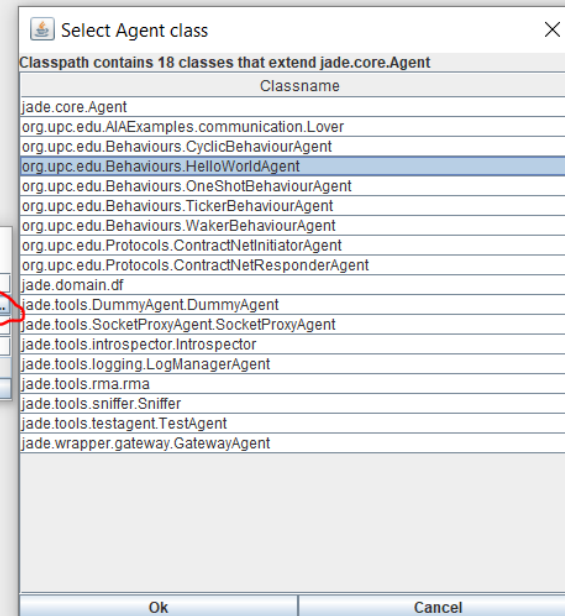 Select Agent class
Classpath contains 18 classes that extend jade.core.Agent
Classname
jade.core.Agent
org.upc.edu.AIAExamples.communication.Lover
org.upc.edu.Behaviours.CyclicBehaviourAgent
org.upc.edu.Behaviours.HelloWorldAgent
org.upc.edu.Behaviours.OneShotBehaviourAgent
org.upc.edu.Behaviours.TickerBehaviourAgent
org.upc.edu.Behaviours.WakerBehaviourAgent
org.upc.edu.Protocols.ContractNetInitiatorAgent
org.upc.edu.Protocols.ContractNetResponderAgent
jade.domain.df
jade.tools.DummyAgent.DummyAgent
jade.tools.SocketProxyAgent.SocketProxyAgent
jade.tools.introspector.Introspector
jade.tools.logging.LogManagerAgent
jade.tools.rma.rma
jade.tools.sniffer.Sniffer
jade.tools.testagent.TestAgent
jade.wrapper.gateway.GatewayAgent
Ok Cancel